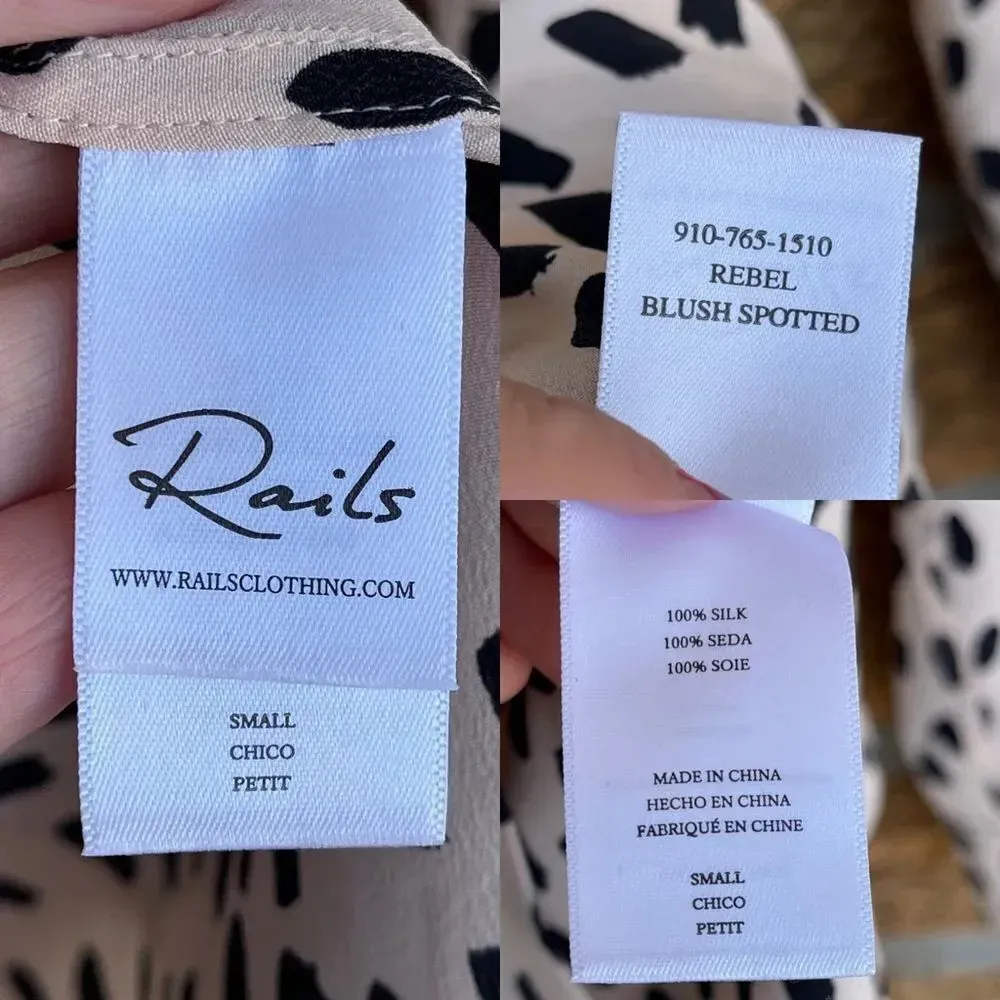 Rails
WWW.RAILSCLOTHING.COM
SMALL
CHICO
PETIT
910-765-1510
REBEL
BLUSH SPOTTED
100% SILK
100% SEDA
100% SOIE
MADE IN CHINA
HECHO EN CHINA
FABRIQUÉ EN CHINE
SMALL
CHICO
PETIT